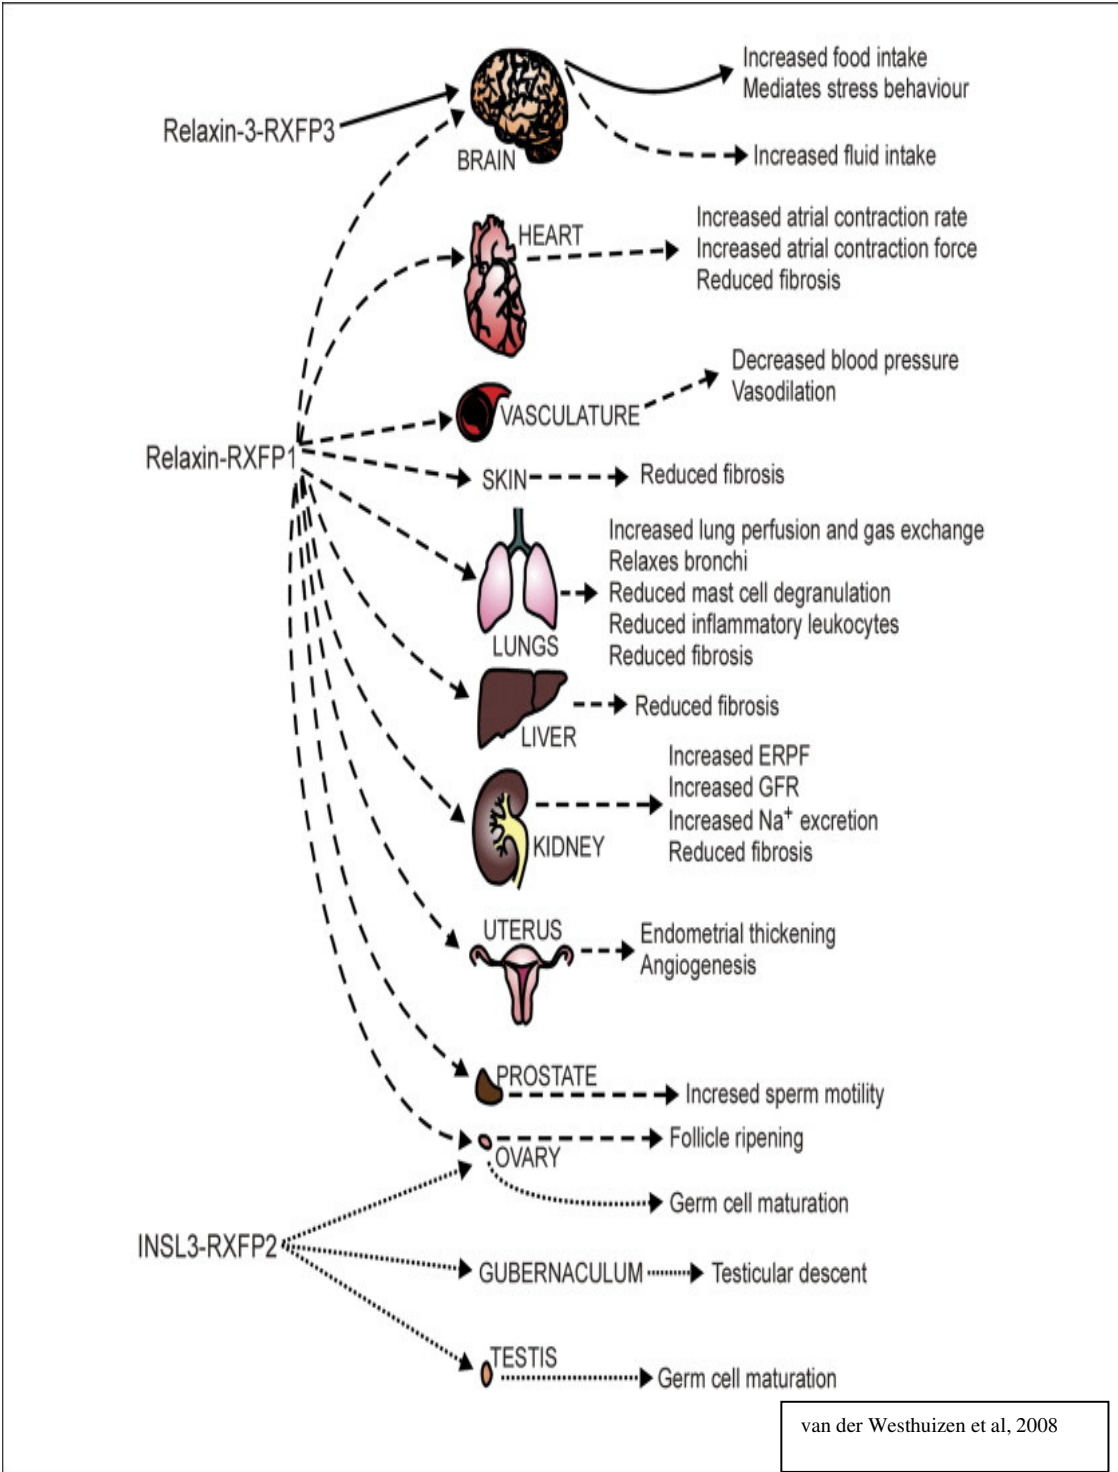 Increased food intake
Mediates stress behaviour
Relaxin-3-RXFP3
BRAIN
Increased fluid intake
HEART
Increased atrial contraction rate
Increased atrial contraction force
Reduced fibrosis
Decreased blood pressure
Vasodilation
VASCULATURE
Relaxin-RXFP1
SKIN
Reduced fibrosis
Increased lung perfusion and gas exchange
Relaxes bronchi
Reduced mast cell degranulation
Reduced inflammatory leukocytes
Reduced fibrosis
LUNGS
Reduced fibrosis
LIVER
Increased ERPF
Increased GFR
Increased Na⁺ excretion
Reduced fibrosis
KIDNEY
UTERUS
Endometrial thickening
Angiogenesis
PROSTATE
Incresed sperm motility
Follicle ripening
OVARY
Germ cell maturation
INSL3-RXFP2
GUBERNACULUM
Testicular descent
TESTIS
Germ cell maturation
van der Westhuizen et al, 2008